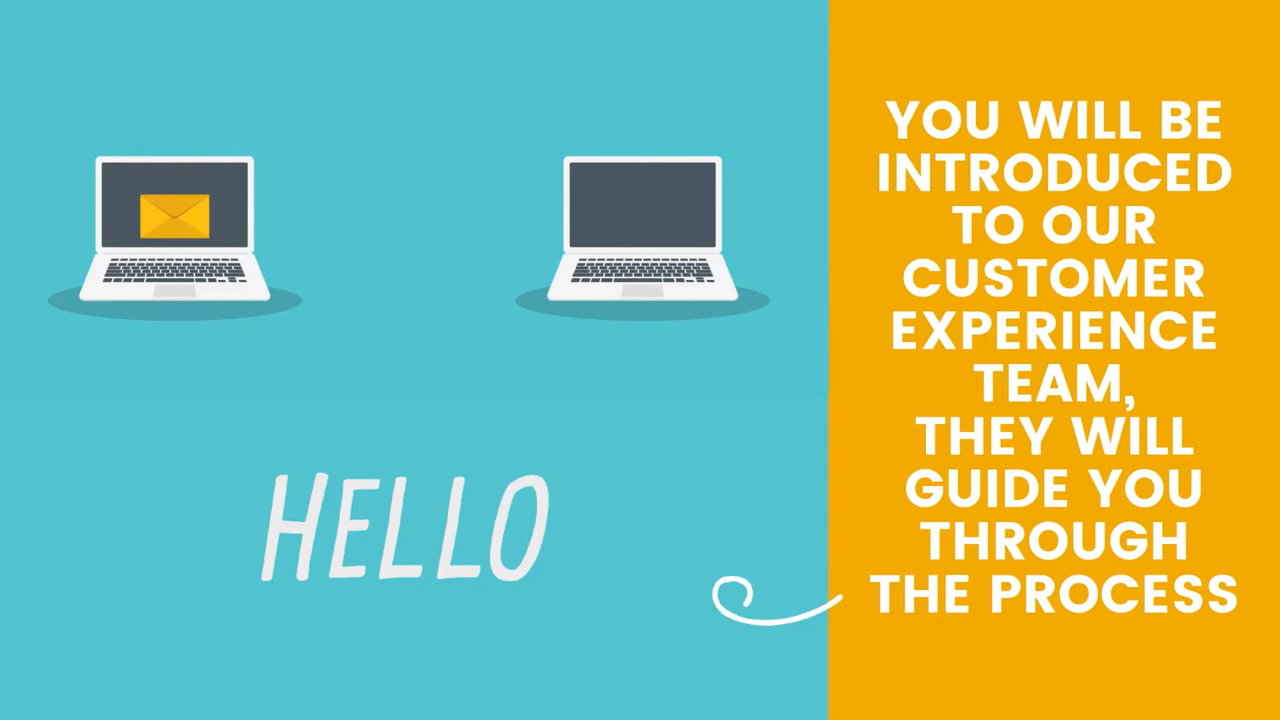 HELLO
YOU WILL BE
INTRODUCED
TO OUR
CUSTOMER
EXPERIENCE
TEAM,
THEY WILL
GUIDE YOU
THROUGH
THE PROCESS